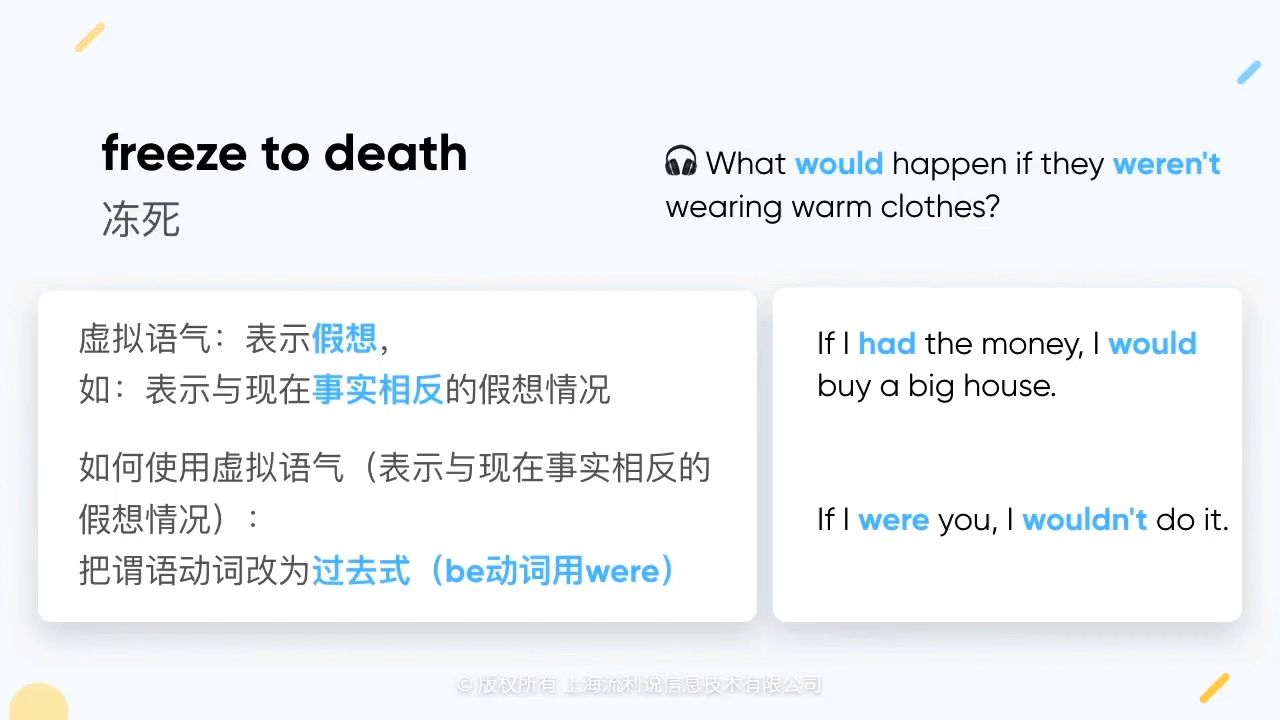 freeze to death
冻死
What would happen if they weren't
wearing warm clothes?
虚拟语气：表示假想，
如：表示与现在事实相反的假想情况
如何使用虚拟语气（表示与现在事实相反的
假想情况）：
把谓语动词改为过去式（be动词用were）
If I had the money, I would
buy a big house.
If I were you, I wouldn't do it.
© 版权所有 上海流利说信息技术有限公司